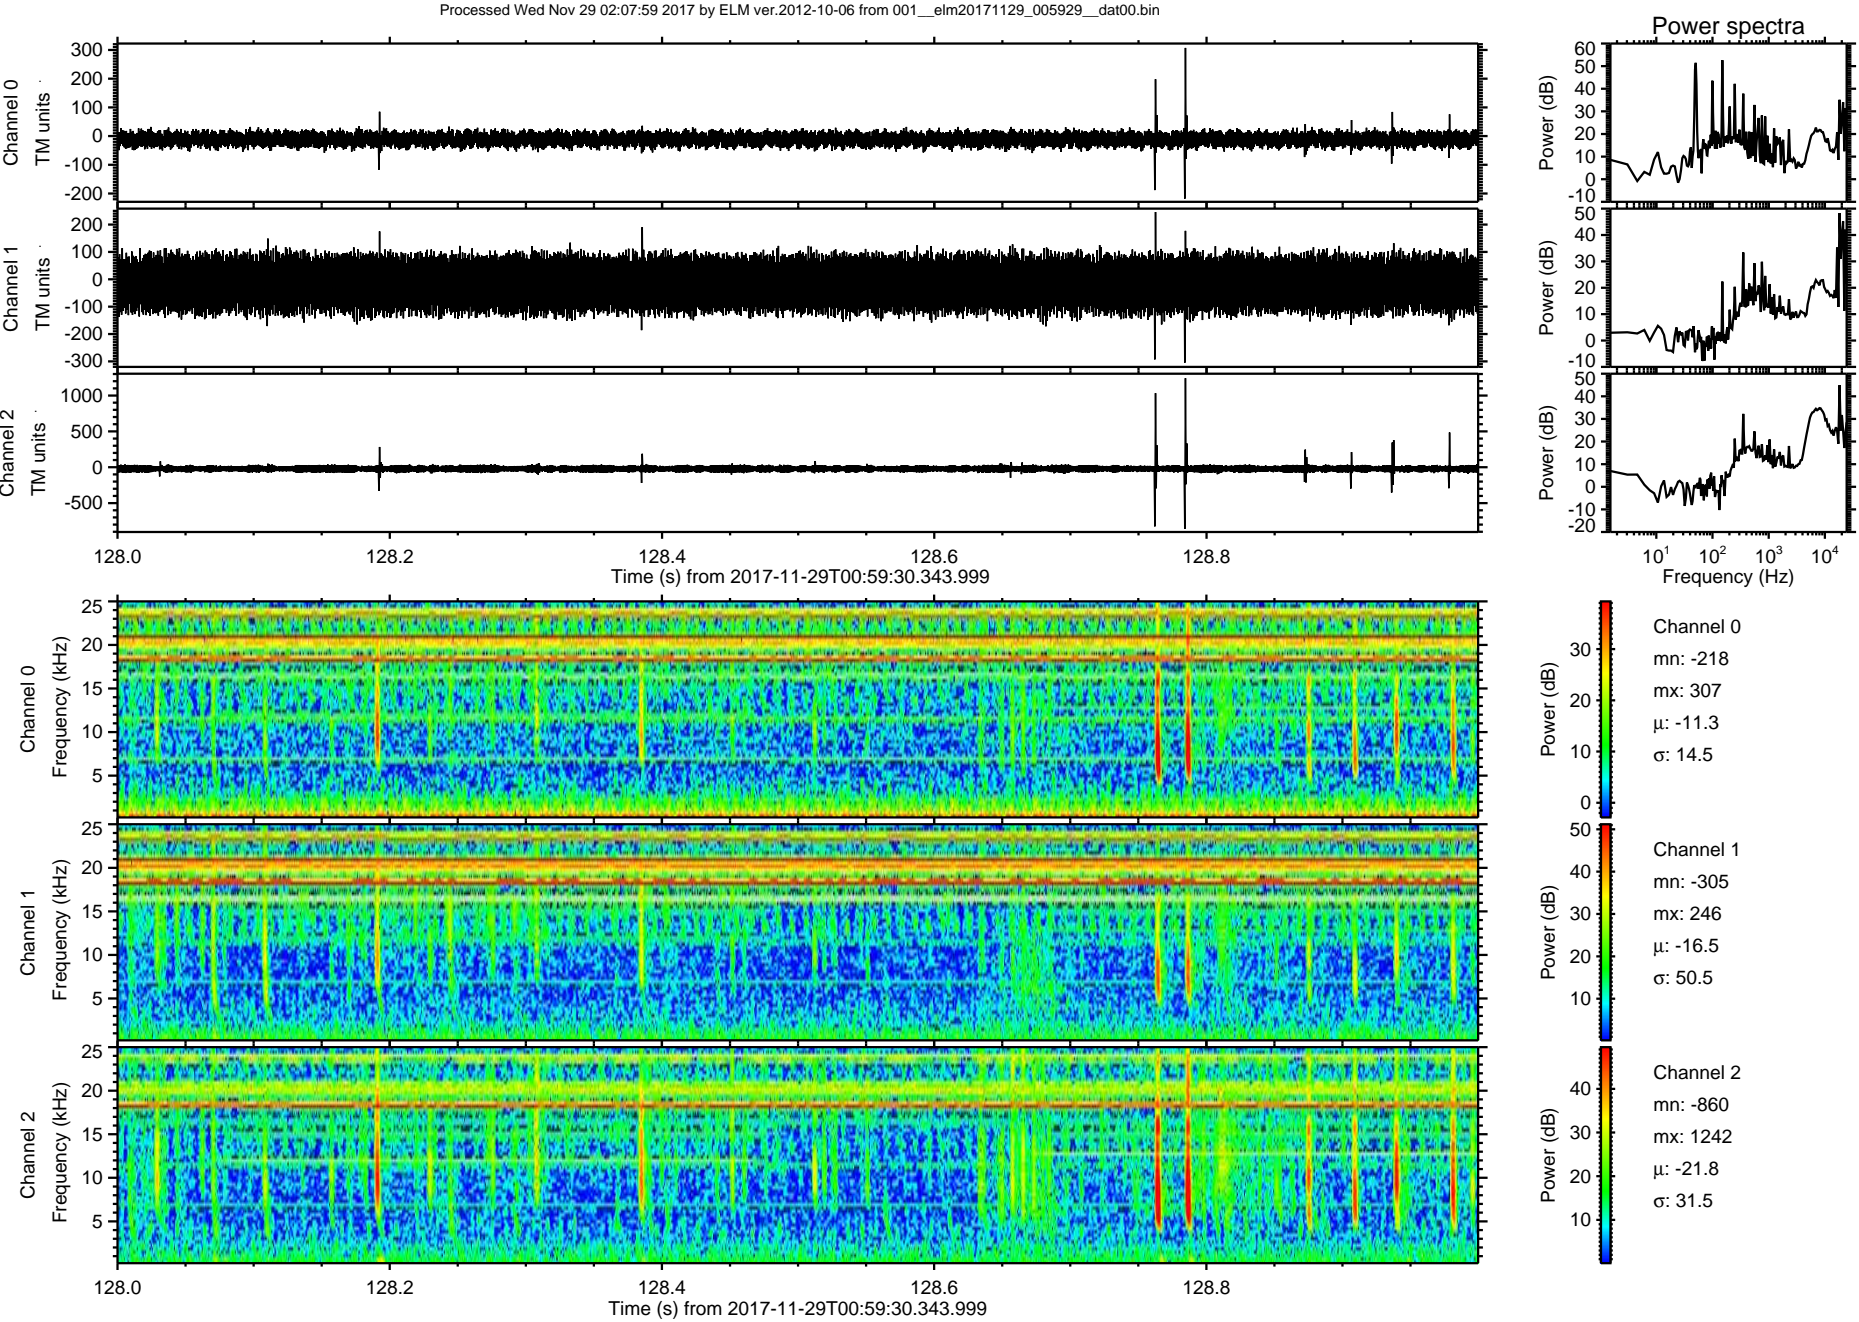 Processed Wed Nov 29 02:07:59 2017 by ELM ver.2012-10-06 from 001__elm20171129_005929__dat00.bin
Power spectra
Channel 0
TM units
300
200
100
0
-100
-200
Power (dB)
60
50
40
30
20
10
0
-10
Channel 1
TM units
200
100
0
-100
-200
-300
Power (dB)
50
40
30
20
10
0
-10
Channel 2
TM units
1000
500
0
-500
Power (dB)
50
40
30
20
10
0
-10
-20
128.0 128.2 128.4 128.6 128.8
Time (s) from 2017-11-29T00:59:30.343.999
10^1 10^2 10^3 10^4
Frequency (Hz)
Channel 0
Frequency (kHz)
25
20
15
10
5
Power (dB)
30
20
10
0
Channel 0
mn: -218
mx: 307
μ: -11.3
σ: 14.5
Channel 1
Frequency (kHz)
25
20
15
10
5
Power (dB)
50
40
30
20
10
Channel 1
mn: -305
mx: 246
μ: -16.5
σ: 50.5
Channel 2
Frequency (kHz)
25
20
15
10
5
Power (dB)
40
30
20
10
Channel 2
mn: -860
mx: 1242
μ: -21.8
σ: 31.5
128.0 128.2 128.4 128.6 128.8
Time (s) from 2017-11-29T00:59:30.343.999